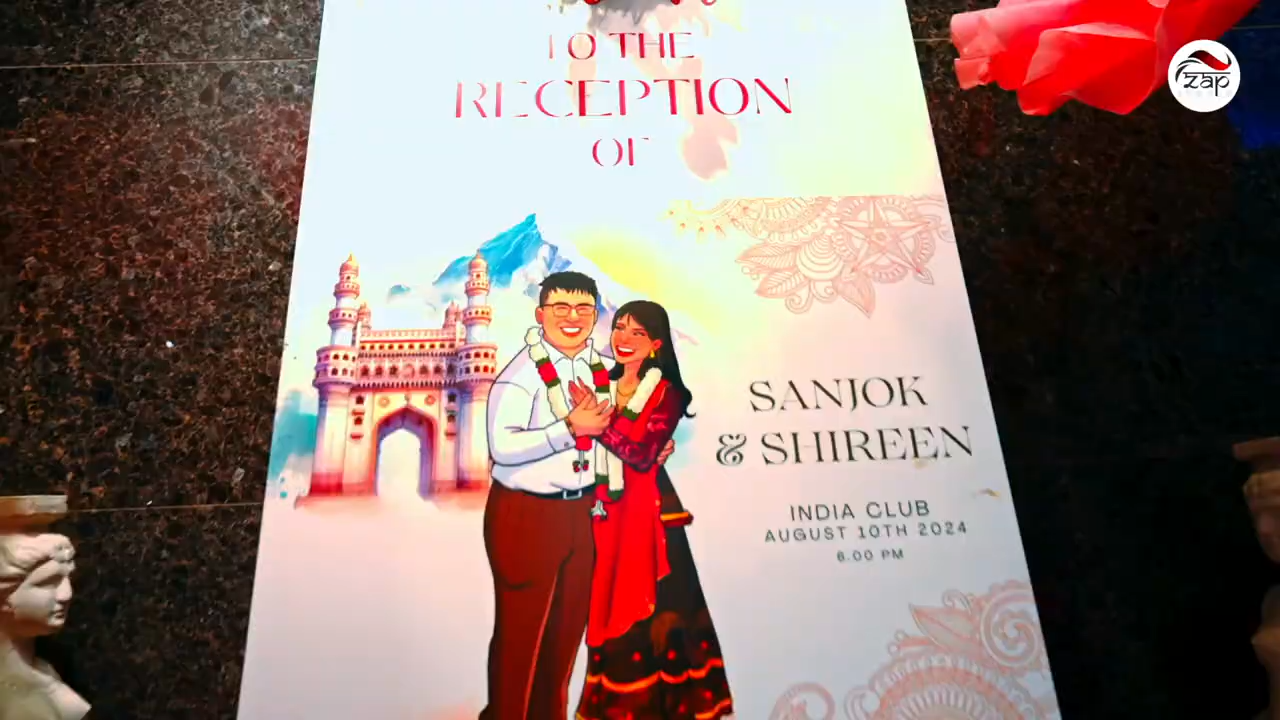 TO THE
RECEPTION
OF
SANJOK
& SHIREEN
INDIA CLUB
AUGUST 10TH 2024
6.00 PM
zap